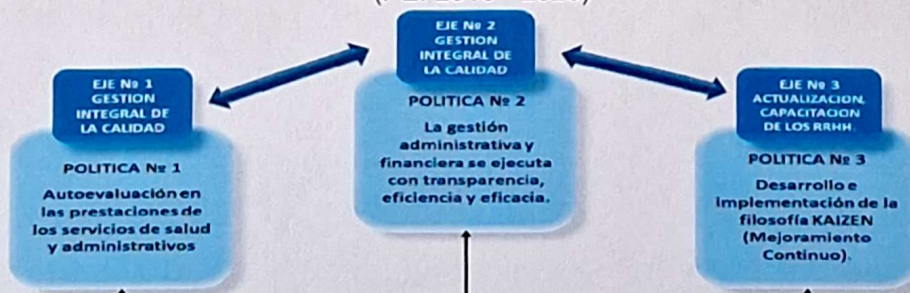 EJE Nº 2
GESTION
INTEGRAL DE
LA CALIDAD
POLITICA Nº 2
La gestión
administrativa y
financiera se ejecuta
con transparencia,
eficiencia y eficacia.
EJE Nº 1
GESTION
INTEGRAL DE
LA CALIDAD
POLITICA Nº 1
Autoevaluación en
las prestaciones de
los servicios de salud
y administrativos
EJE Nº 3
ACTUALIZACION,
CAPACITACION
DE LOS RRHH.
POLITICA Nº 3
Desarrollo e
implementación de la
filosofía KAIZEN
(Mejoramiento
Continuo).